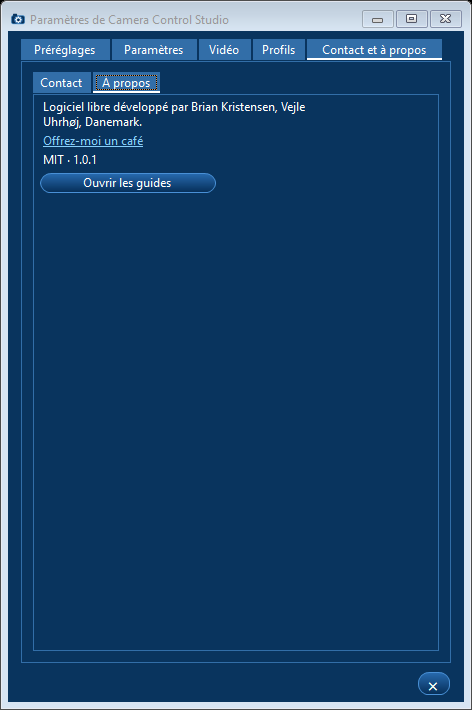 Paramètres de Camera Control Studio
Préréglages
Paramètres
Vidéo
Profils
Contact et à propos
Contact
À propos
Logiciel libre développé par Brian Kristensen, Vejle
Uhrhøj, Danemark.
Offrez-moi un café
MIT · 1.0.1
Ouvrir les guides